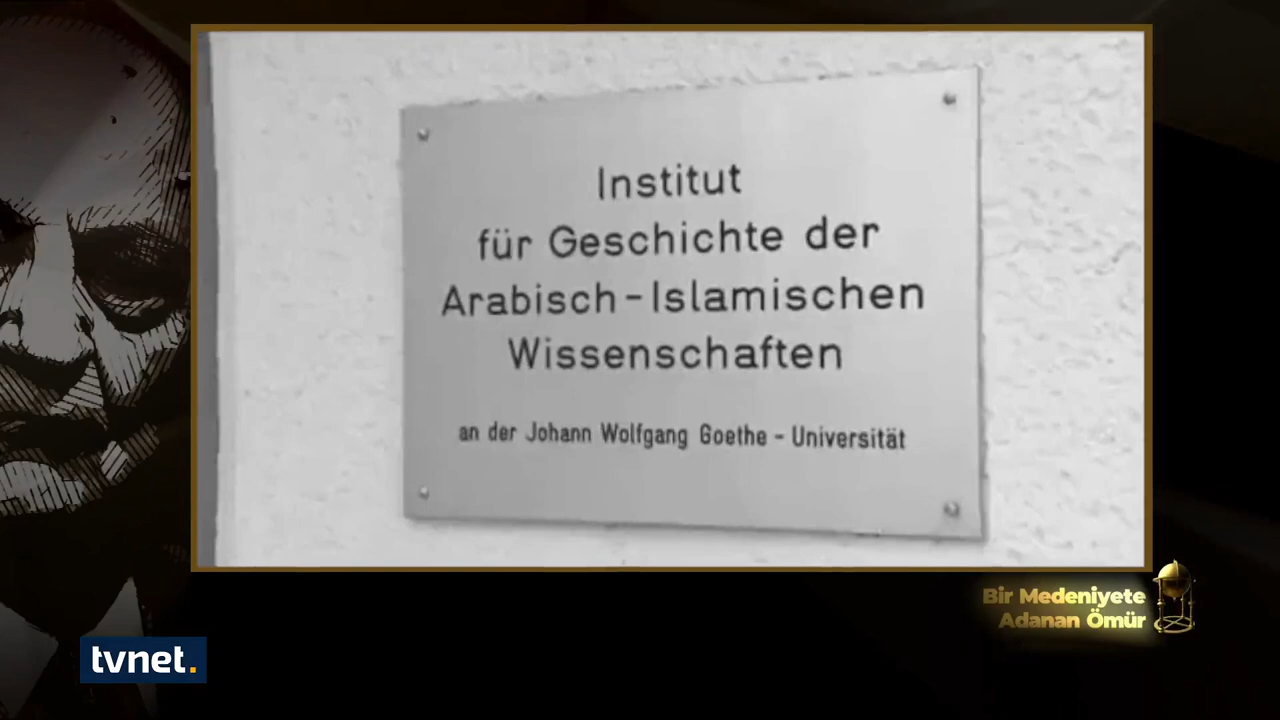 Institut
für Geschichte der
Arabisch-Islamischen
Wissenschaften
an der Johann Wolfgang Goethe - Universität
Bir Medeniyete
Adanan Ömür
tvnet.